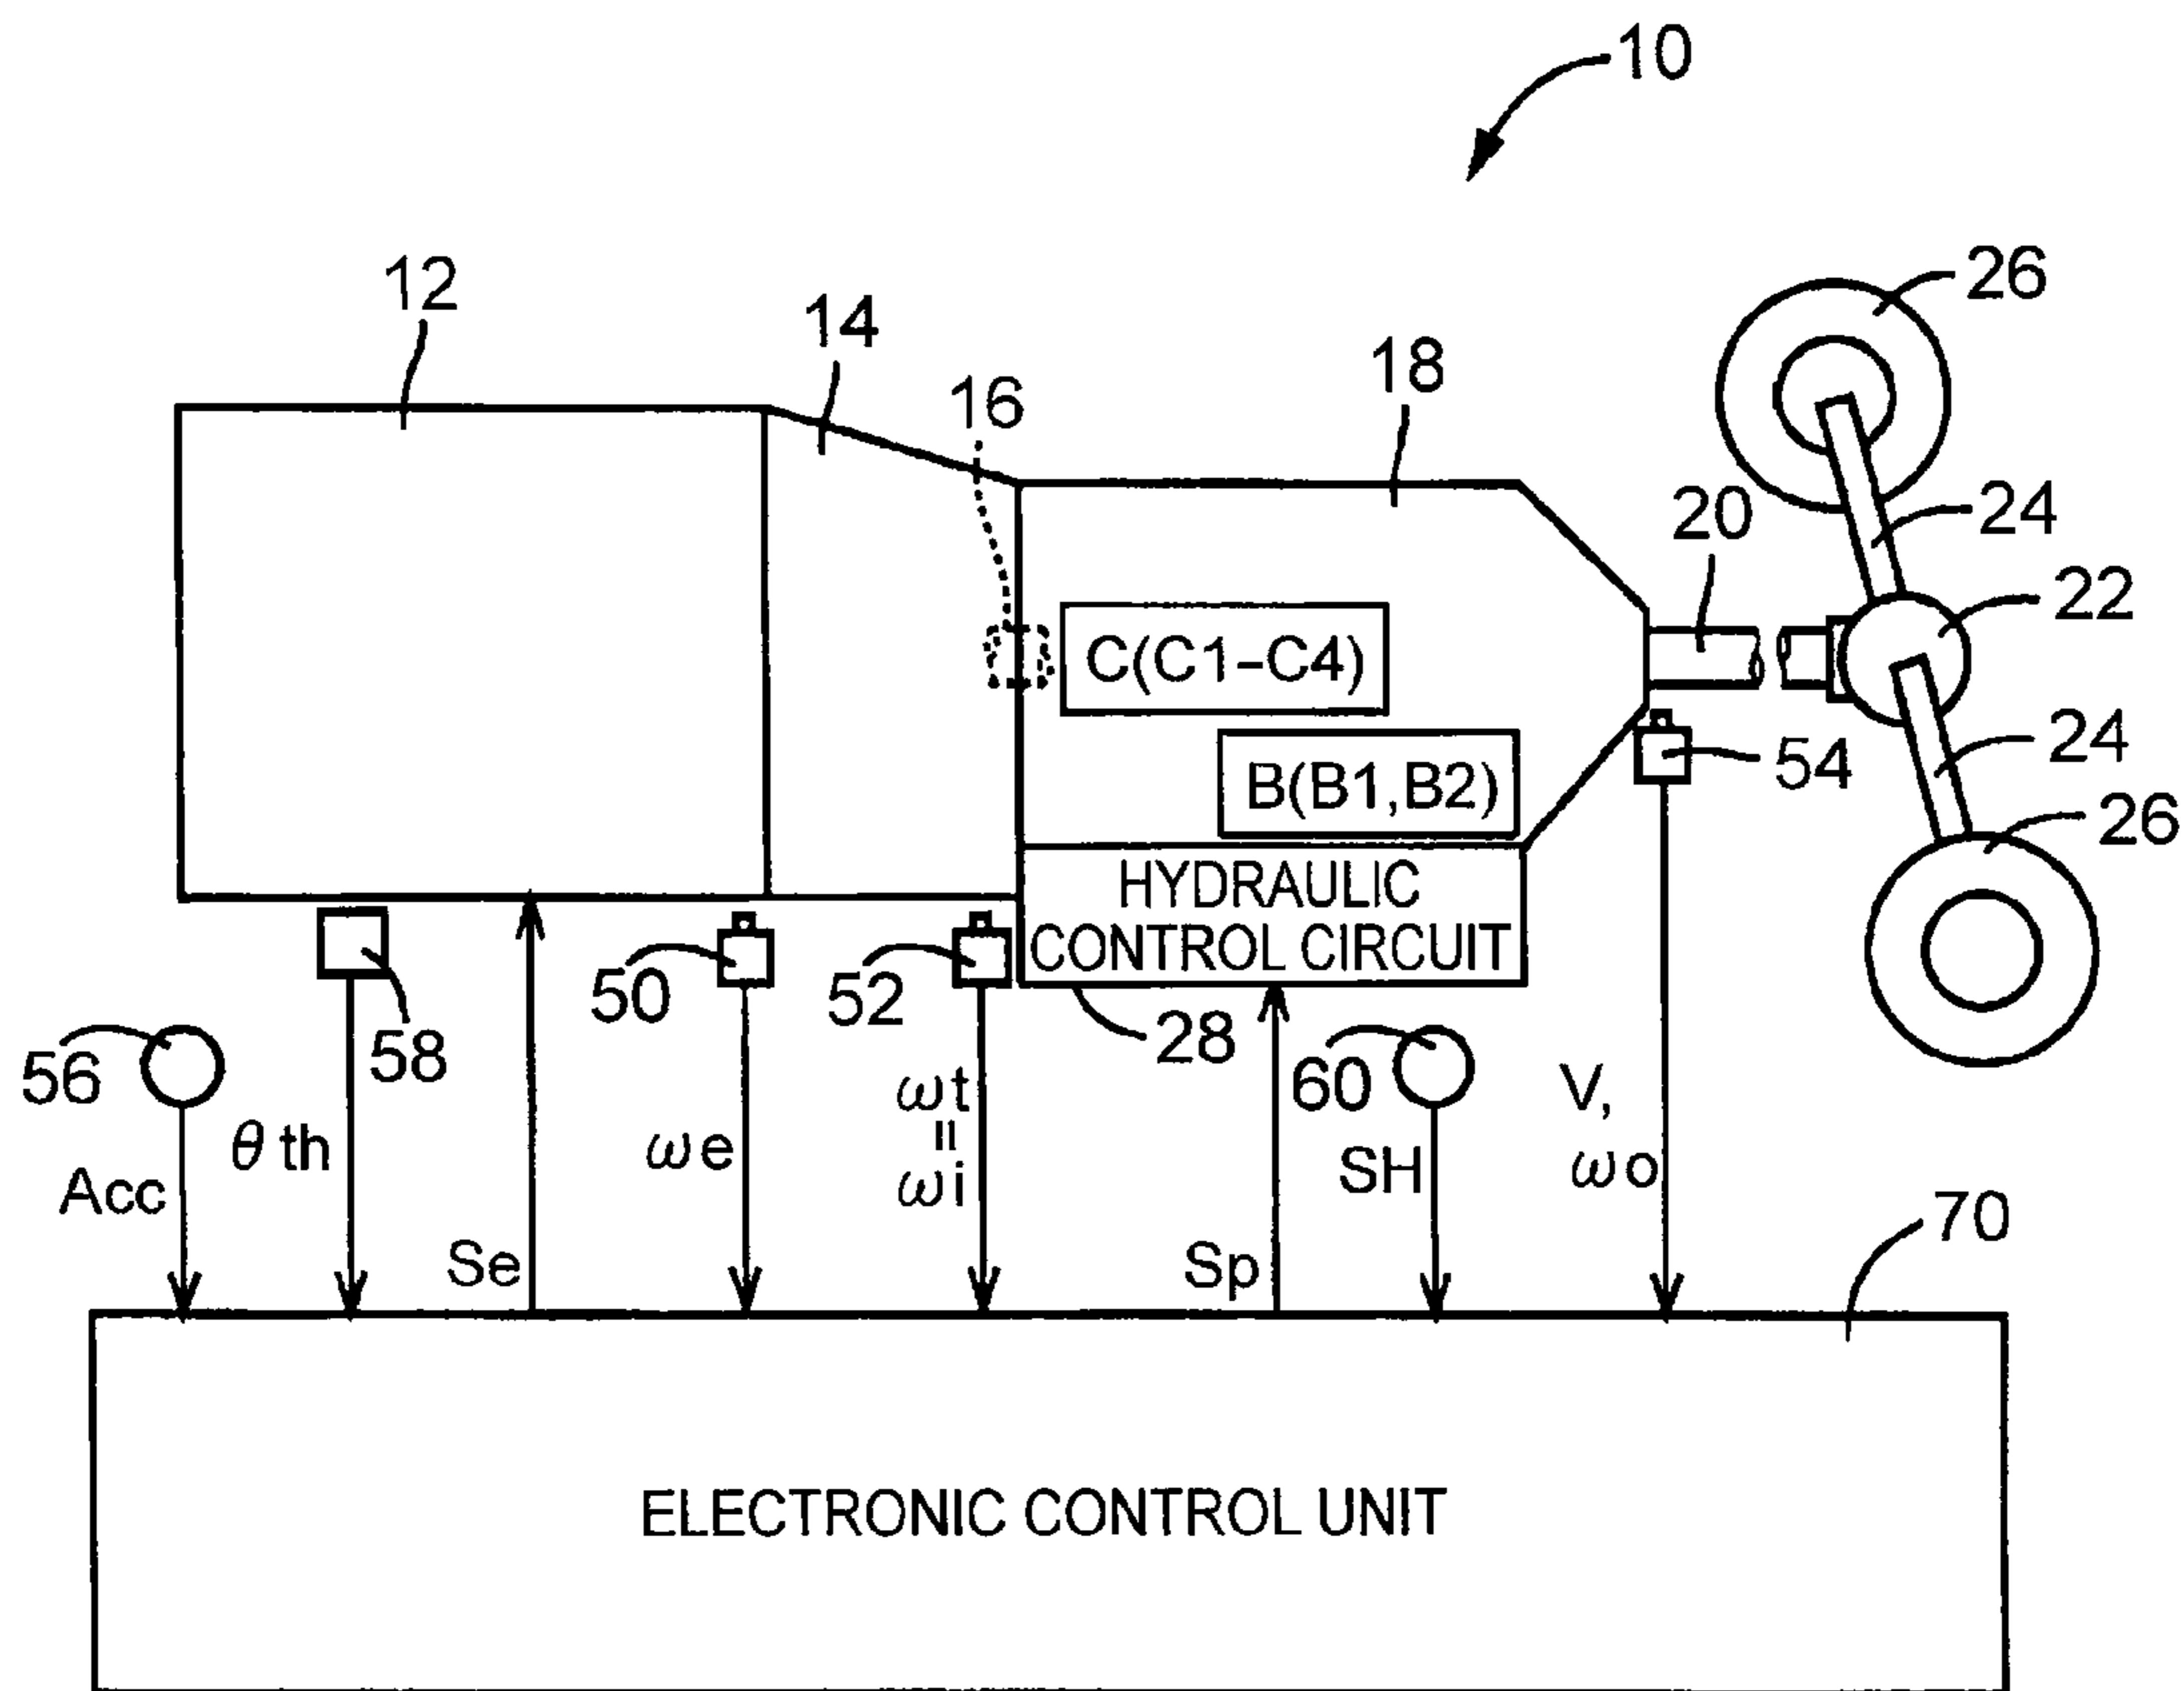 10
12
14
16
18
26
20
24
22
C(C1-C4)
B(B1,B2)
54
24
26
HYDRAULIC
CONTROL CIRCUIT
50
52
28
58
56
60
Acc
θth
Se
ωe
ωt
=
ωi
Sp
SH
V,
ωo
70
ELECTRONIC CONTROL UNIT